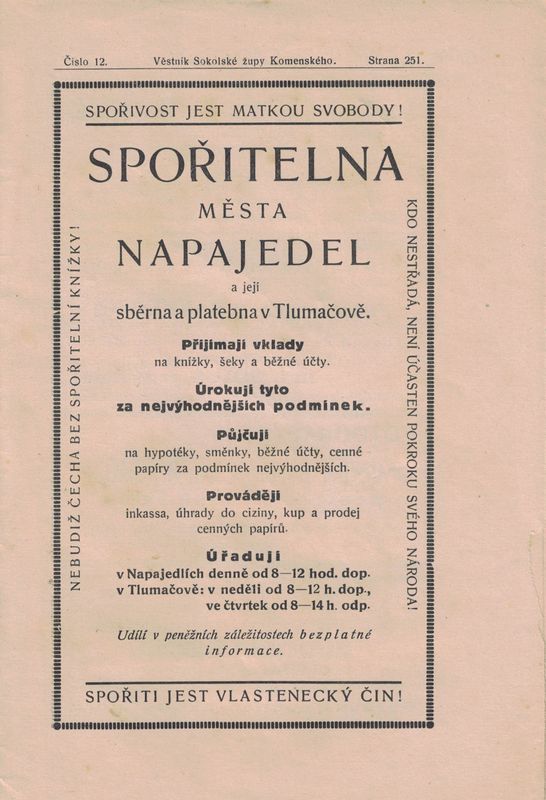 Číslo 12. Věstník Sokolské župy Komenského. Strana 251.
SPOŘIVOST JEST MATKOU SVOBODY!
SPOŘITELNA
MĚSTA
NAPAJEDEL
a její
sběrna a platebna v Tlumačově.
Přijímají vklady
na knížky, šeky a běžné účty.
Úrokují tyto
za nejvýhodnějších podmínek.
Půjčují
na hypotéky, směnky, běžné účty, cenné
papíry za podmínek nejvýhodnějších.
Provádějí
inkassa, úhrady do ciziny, kup a prodej
cenných papírů.
Úřadují
v Napajedlích denně od 8—12 hod. dop.
v Tlumačově: v neděli od 8—12 h. dop.,
ve čtvrtek od 8—14 h. odp.
Udílí v peněžních záležitostech bezplatné
informace.
SPOŘITI JEST VLASTENECKÝ ČIN!
NEBUDIŽ ČECHA BEZ SPOŘITELNÍ KNÍŽKY!
KDO NESTŘADÁ, NENÍ ÚČASTEN POKROKU SVÉHO NÁRODA!